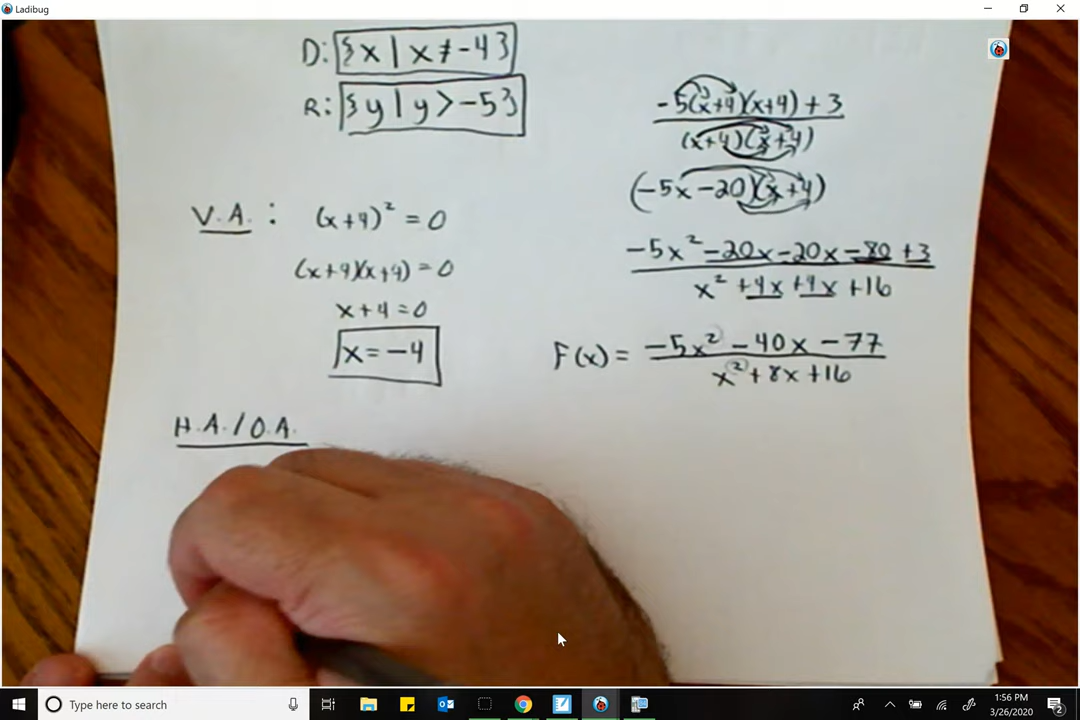 Ladibug
D: {x | x ≠ -4}
R: {y | y > -5}
V.A. : (x+4)² = 0
(x+4)(x+4) = 0
x+4 = 0
x = -4
H.A. / O.A.
-5(x+4)(x+4) + 3
(x+4)(x+4)
(-5x - 20)(x+4)
-5x² - 20x - 20x - 80 + 3
x² + 4x + 4x + 16
F(x) = -5x² - 40x - 77
x² + 8x + 16
Type here to search
1:56 PM
3/26/2020
2